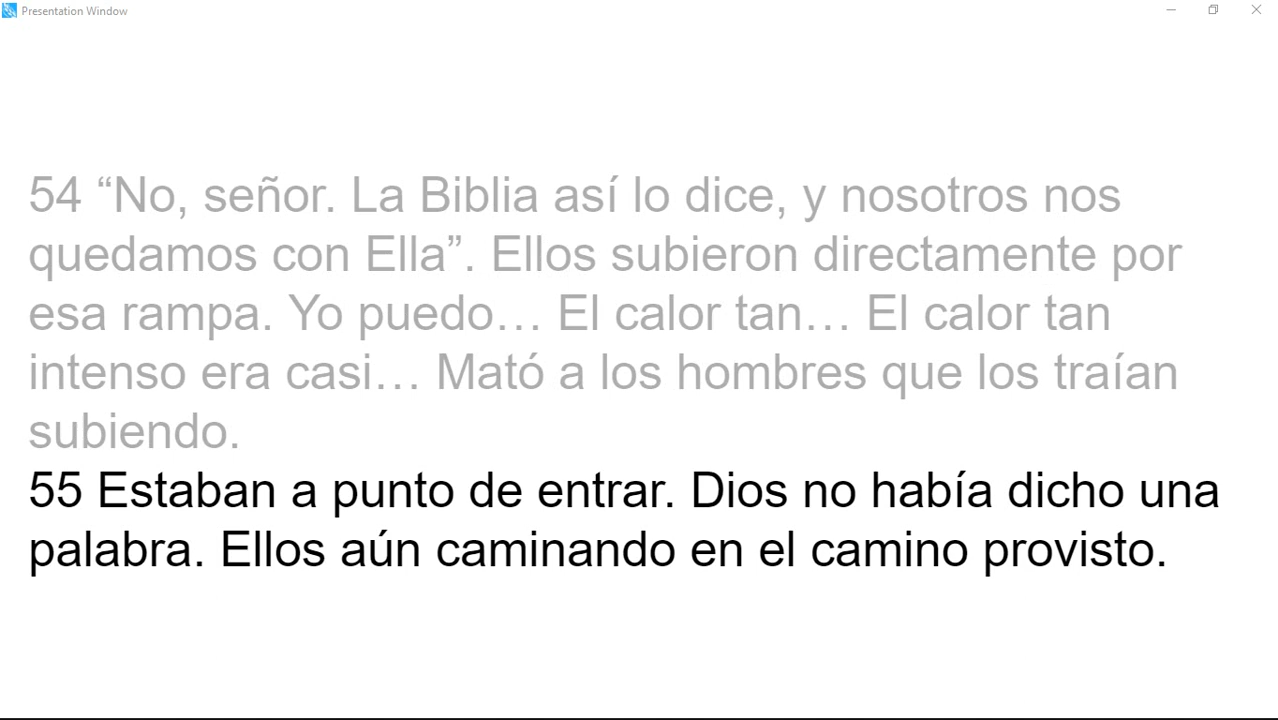 Presentation Window
54 “No, señor. La Biblia así lo dice, y nosotros nos
quedamos con Ella”. Ellos subieron directamente por
esa rampa. Yo puedo… El calor tan… El calor tan
intenso era casi… Mató a los hombres que los traían
subiendo.
55 Estaban a punto de entrar. Dios no había dicho una
palabra. Ellos aún caminando en el camino provisto.